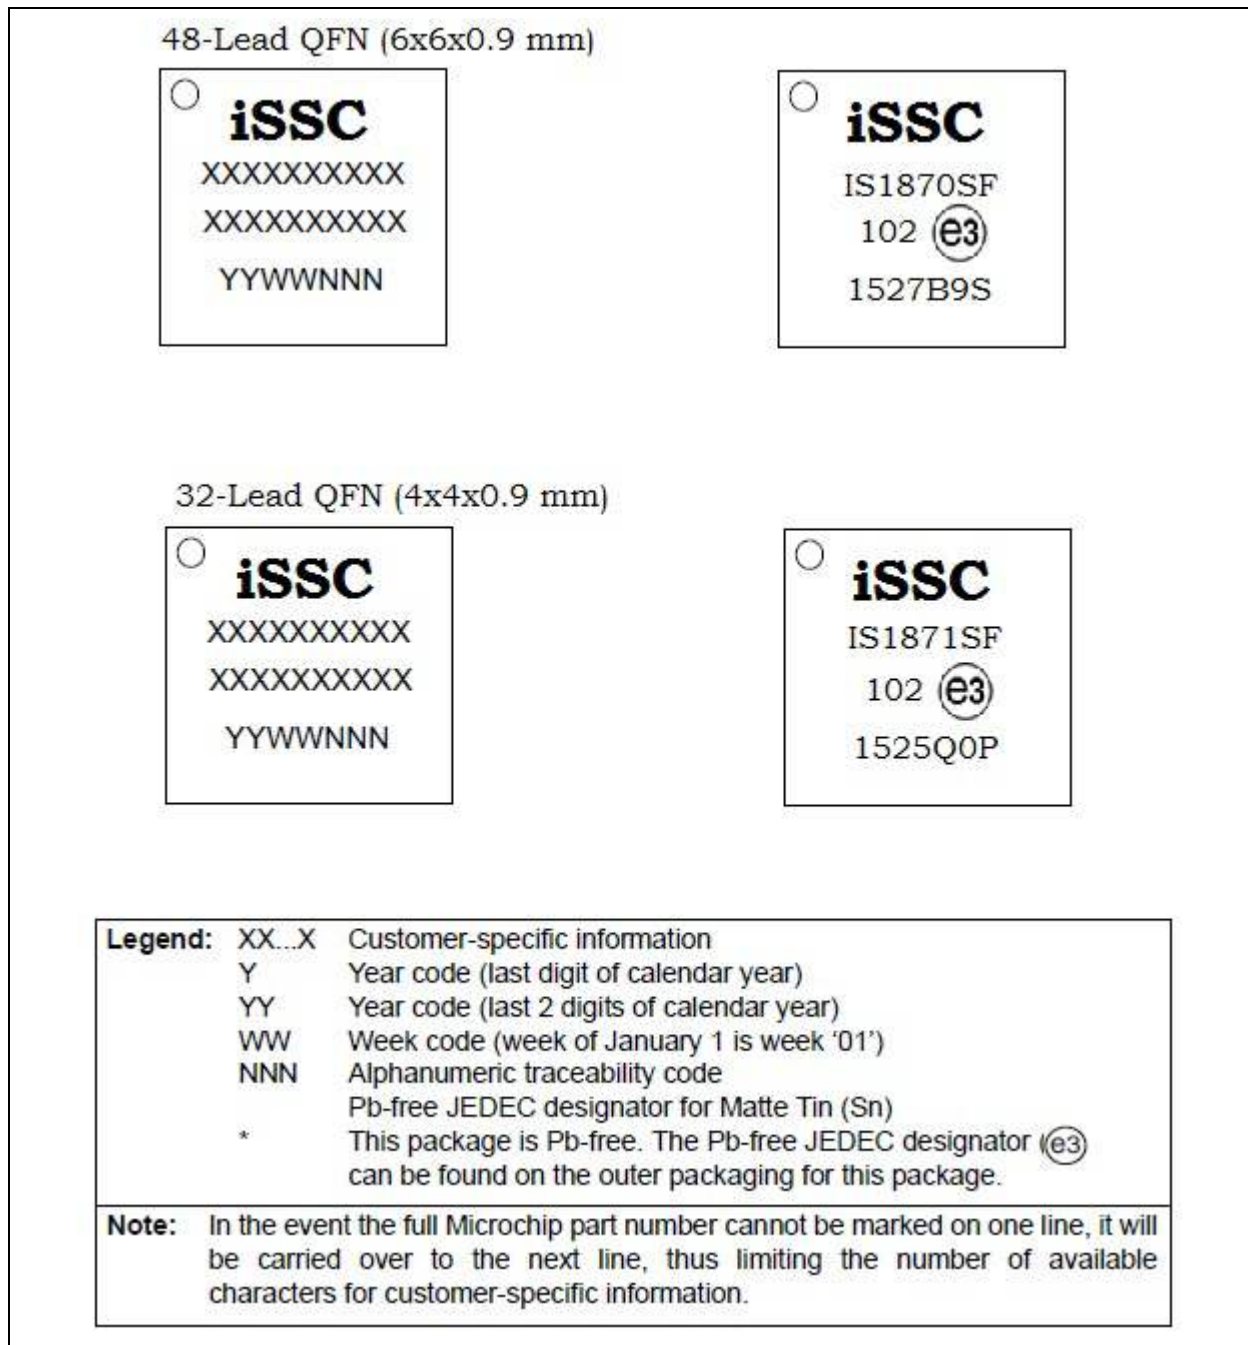 48-Lead QFN (6x6x0.9 mm)
iSSC
XXXXXXXXXX
XXXXXXXXXX
YYWWNNN
iSSC
IS1870SF
102 e3
1527B9S
32-Lead QFN (4x4x0.9 mm)
iSSC
XXXXXXXXXX
XXXXXXXXXX
YYWWNNN
iSSC
IS1871SF
102 e3
1525Q0P
Legend: XX...X Customer-specific information
Y Year code (last digit of calendar year)
YY Year code (last 2 digits of calendar year)
WW Week code (week of January 1 is week ‘01’)
NNN Alphanumeric traceability code
Pb-free JEDEC designator for Matte Tin (Sn)
* This package is Pb-free. The Pb-free JEDEC designator (e3)
can be found on the outer packaging for this package.
Note: In the event the full Microchip part number cannot be marked on one line, it will
be carried over to the next line, thus limiting the number of available
characters for customer-specific information.